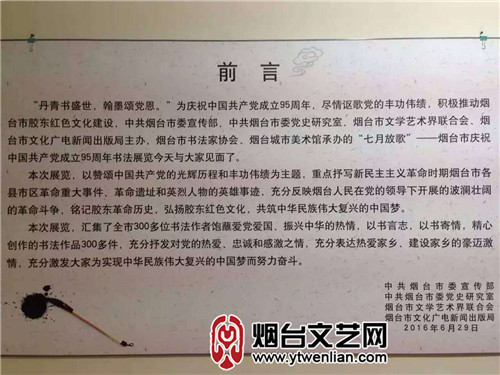 前言
“丹青书盛世，翰墨颂党恩。”为庆祝中国共产党成立95周年，尽情讴歌党的丰功伟绩，积极推动烟
台市胶东红色文化建设，中共烟台市委宣传部、中共烟台市委党史研究室、烟台市文学艺术界联合会、烟
台市文化广电新闻出版局主办，烟台市书法家协会、烟台城市美术馆承办的“七月放歌”——烟台市庆祝
中国共产党成立95周年书法展览今天与大家见面了。
本次展览，以赞颂中国共产党的光辉历程和丰功伟绩为主题，重点抒写新民主主义革命时期烟台市各
县市区革命重大事件、革命遗址和英烈人物的英雄事迹，充分反映烟台人民在党的领导下开展的波澜壮阔
的革命斗争，铭记胶东革命历史，弘扬胶东红色文化，共筑中华民族伟大复兴的中国梦。
本次展览，汇集了全市300多位书法作者饱蘸爱党爱国、振兴中华的热情，以书言志，以书寄情，精心
创作的书法作品300多件，充分抒发对党的热爱、忠诚和感激之情，充分表达热爱家乡、建设家乡的豪迈激
情，充分激发大家为实现中华民族伟大复兴的中国梦而努力奋斗。
中共烟台市委宣传部
中共烟台市委党史研究室
烟台市文学艺术界联合会
烟台市文化广电新闻出版局
2016年6月29日
烟台文艺网
www.ytwenlian.com